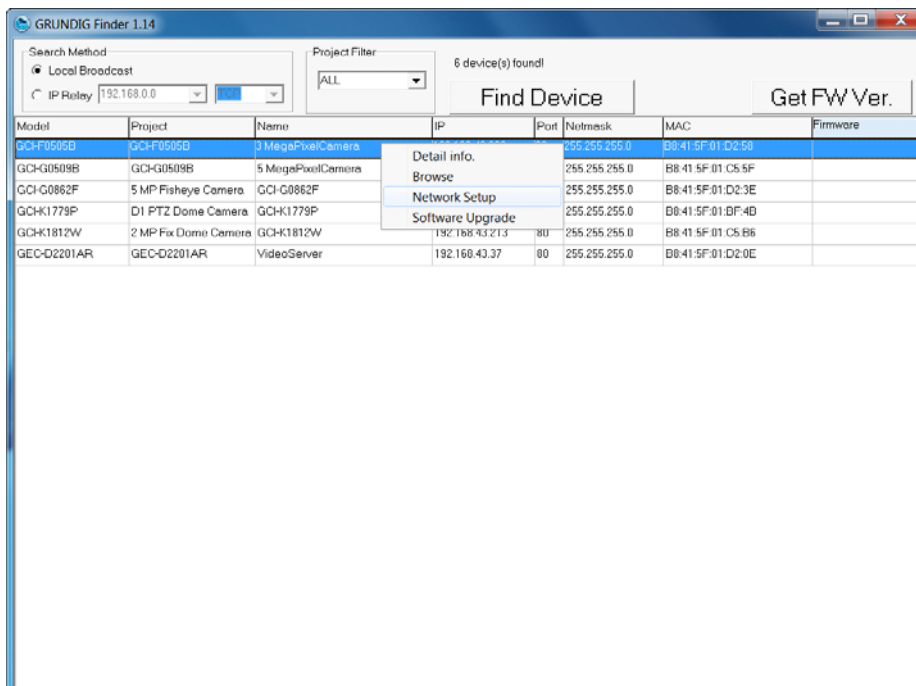 GRUNDIG Finder 1.14
Search Method
Local Broadcast
IP Relay 192.168.0.0
Project Filter
ALL
6 device(s) found!
Find Device
Get FW Ver.
Model Project Name IP Port Netmask MAC Firmware
GCI-F0505B GCI-F0505B 3 MegaPixelCamera 255.255.255.0 B8:41:5F:01:D2:58
GCI-G0509B GCI-G0509B 5 MegaPixelCamera 255.255.255.0 B8:41:5F:01:C5:5F
GCI-G0862F 5 MP Fisheye Camera GCI-G0862F 255.255.255.0 B8:41:5F:01:D2:3E
GCI-K1779P D1 PTZ Dome Camera GCI-K1779P 255.255.255.0 B8:41:5F:01:BF:4B
GCI-K1812W 2 MP Fix Dome Camera GCI-K1812W 192.168.43.213 80 255.255.255.0 B8:41:5F:01:C5:B6
GEC-D2201AR GEC-D2201AR VideoServer 192.168.43.37 80 255.255.255.0 B8:41:5F:01:D2:0E
Detail info.
Browse
Network Setup
Software Upgrade